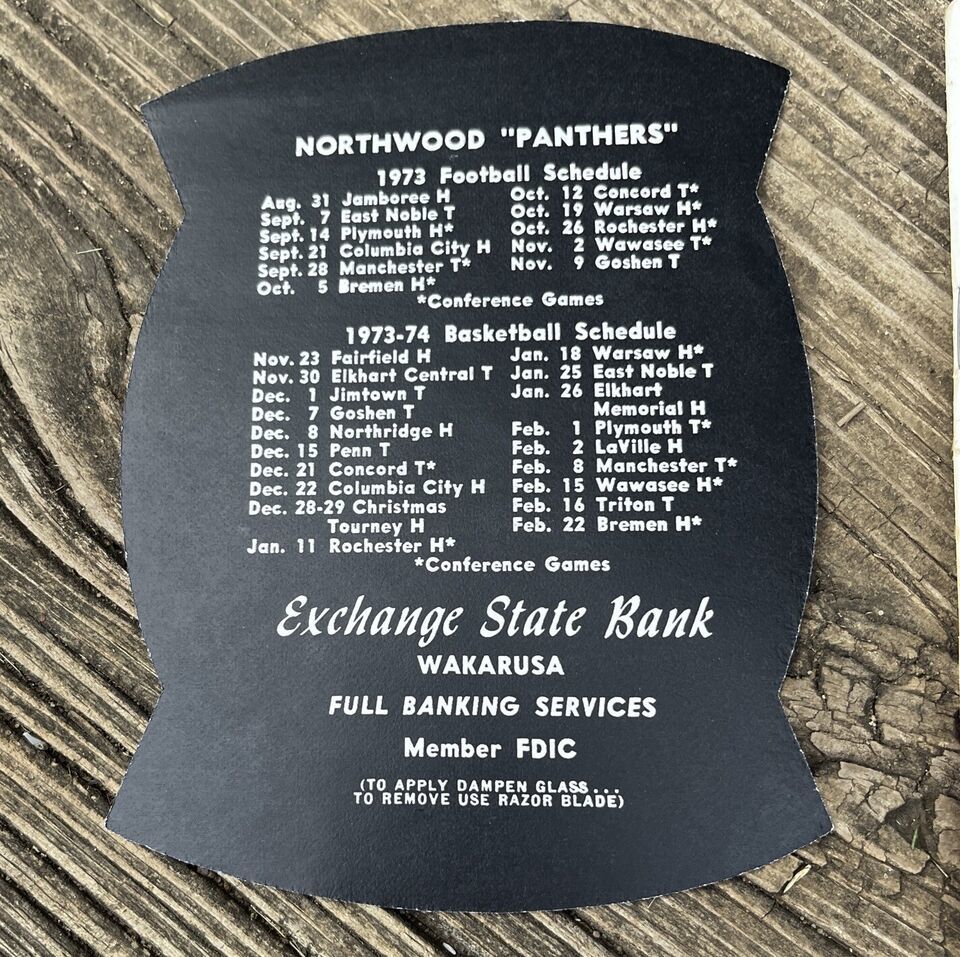 NORTHWOOD "PANTHERS"
1973 Football Schedule
Aug. 31 Jamboree H
Sept. 7 East Noble T
Sept. 14 Plymouth H*
Sept. 21 Columbia City H
Sept. 28 Manchester T*
Oct. 5 Bremen H*
Oct. 12 Concord T*
Oct. 19 Warsaw H*
Oct. 26 Rochester H*
Nov. 2 Wawasee T*
Nov. 9 Goshen T
*Conference Games
1973-74 Basketball Schedule
Nov. 23 Fairfield H
Nov. 30 Elkhart Central T
Dec. 1 Jimtown T
Dec. 7 Goshen T
Dec. 8 Northridge H
Dec. 15 Penn T
Dec. 21 Concord T*
Dec. 22 Columbia City H
Dec. 28-29 Christmas
Tourney H
Jan. 11 Rochester H*
Jan. 18 Warsaw H*
Jan. 25 East Noble T
Jan. 26 Elkhart
Memorial H
Feb. 1 Plymouth T*
Feb. 2 LaVille H
Feb. 8 Manchester T*
Feb. 15 Wawasee H*
Feb. 16 Triton T
Feb. 22 Bremen H*
*Conference Games
Exchange State Bank
WAKARUSA
FULL BANKING SERVICES
Member FDIC
(TO APPLY DAMPEN GLASS...
TO REMOVE USE RAZOR BLADE)